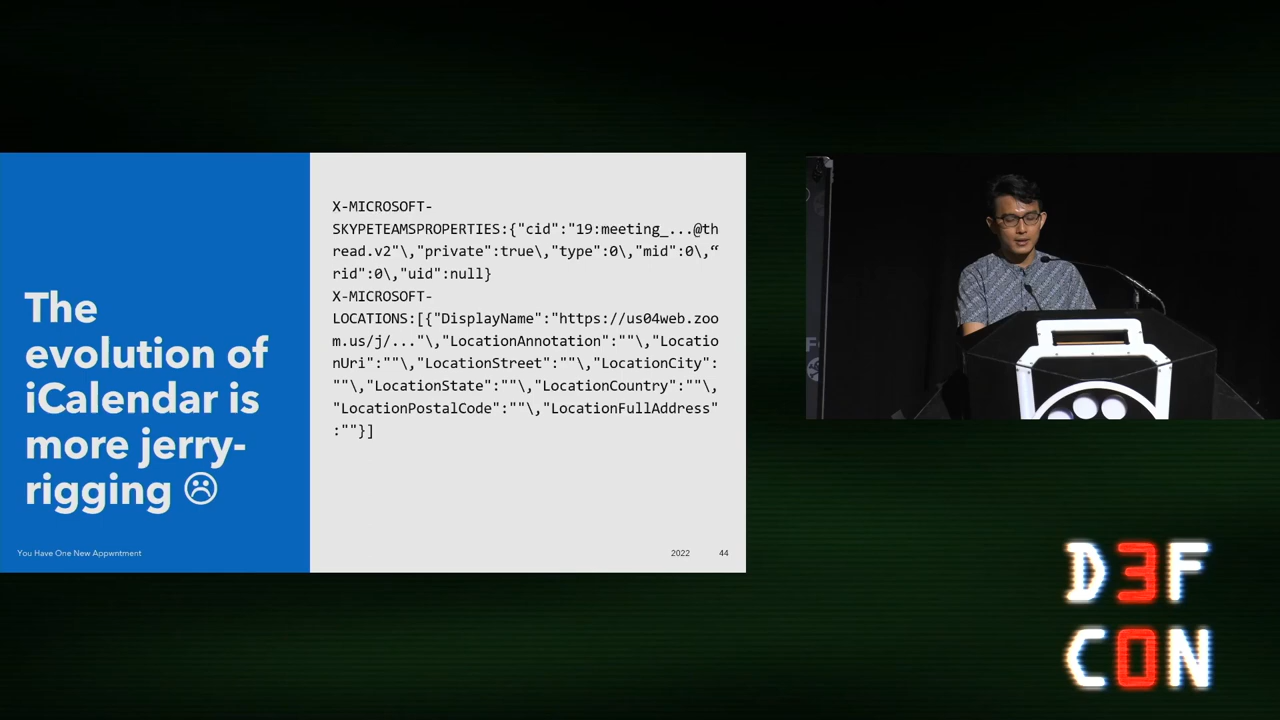 The
evolution of
iCalendar is
more jerry-
rigging ☹
X-MICROSOFT-
SKYPETEAMSPROPERTIES:{"cid":"19:meeting_...@th
read.v2"\,"private":true\,"type":0\,"mid":0\,“
rid":0\,"uid":null}
X-MICROSOFT-
LOCATIONS:[{"DisplayName":"https://us04web.zoo
m.us/j/..."\,"LocationAnnotation":""\,"Locatio
nUri":""\,"LocationStreet":""\,"LocationCity":
""\,"LocationState":""\,"LocationCountry":""\,
"LocationPostalCode":""\,"LocationFullAddress"
:""}]
You Have One New Appwntment
2022
44
D3F
C0N